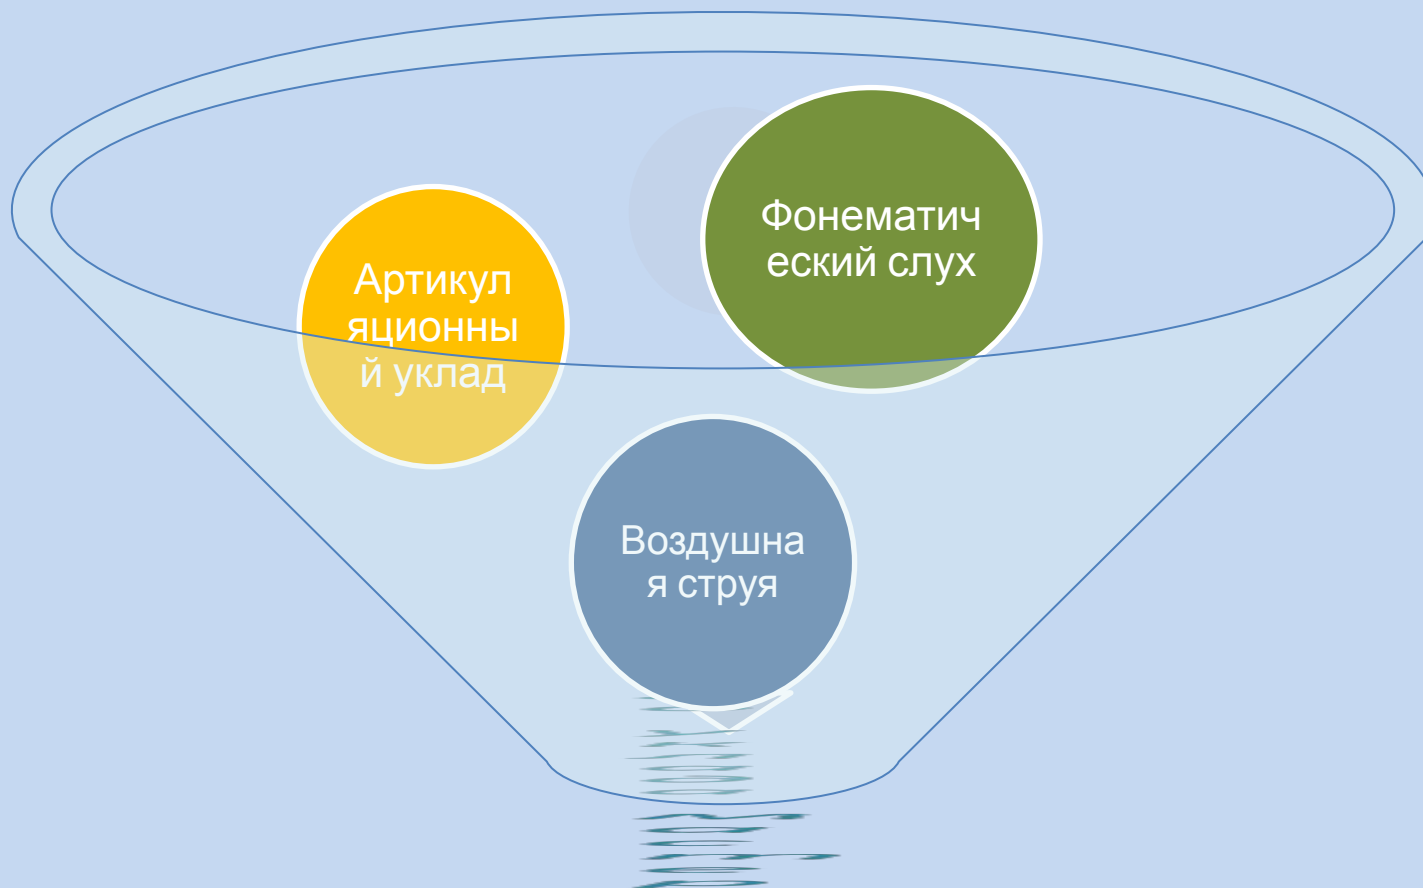 Фонематич
еский слух
Артикул
яционны
й уклад
Воздушна
я струя